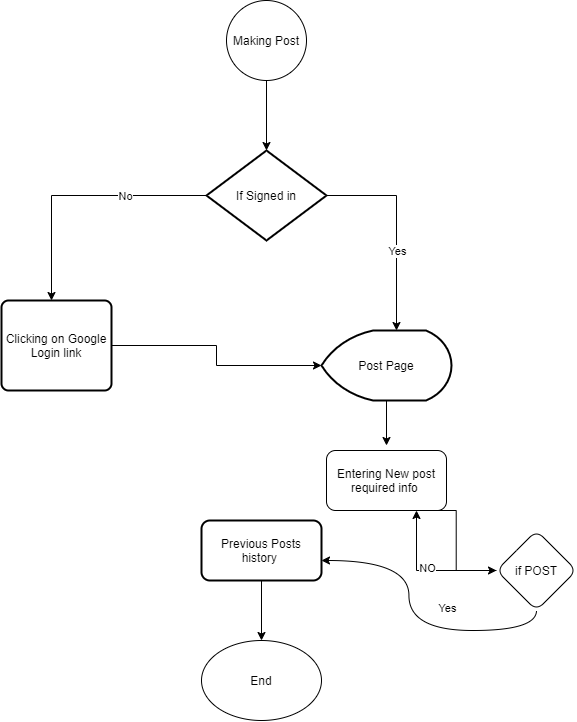 Making Post
If Signed in
No
Yes
Clicking on Google
Login link
Post Page
Entering New post
required info
Previous Posts
history
NO
if POST
Yes
End